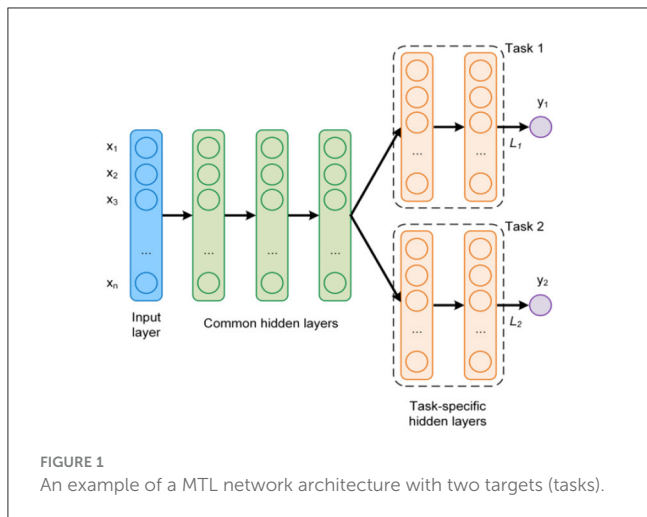 Task 1
x₁
x₂
x₃
...
xₙ
...
...
...
...
...
L₁
y₁
Task 2
...
...
L₂
y₂
Input
layer
Common hidden layers
Task-specific
hidden layers
FIGURE 1
An example of a MTL network architecture with two targets (tasks).